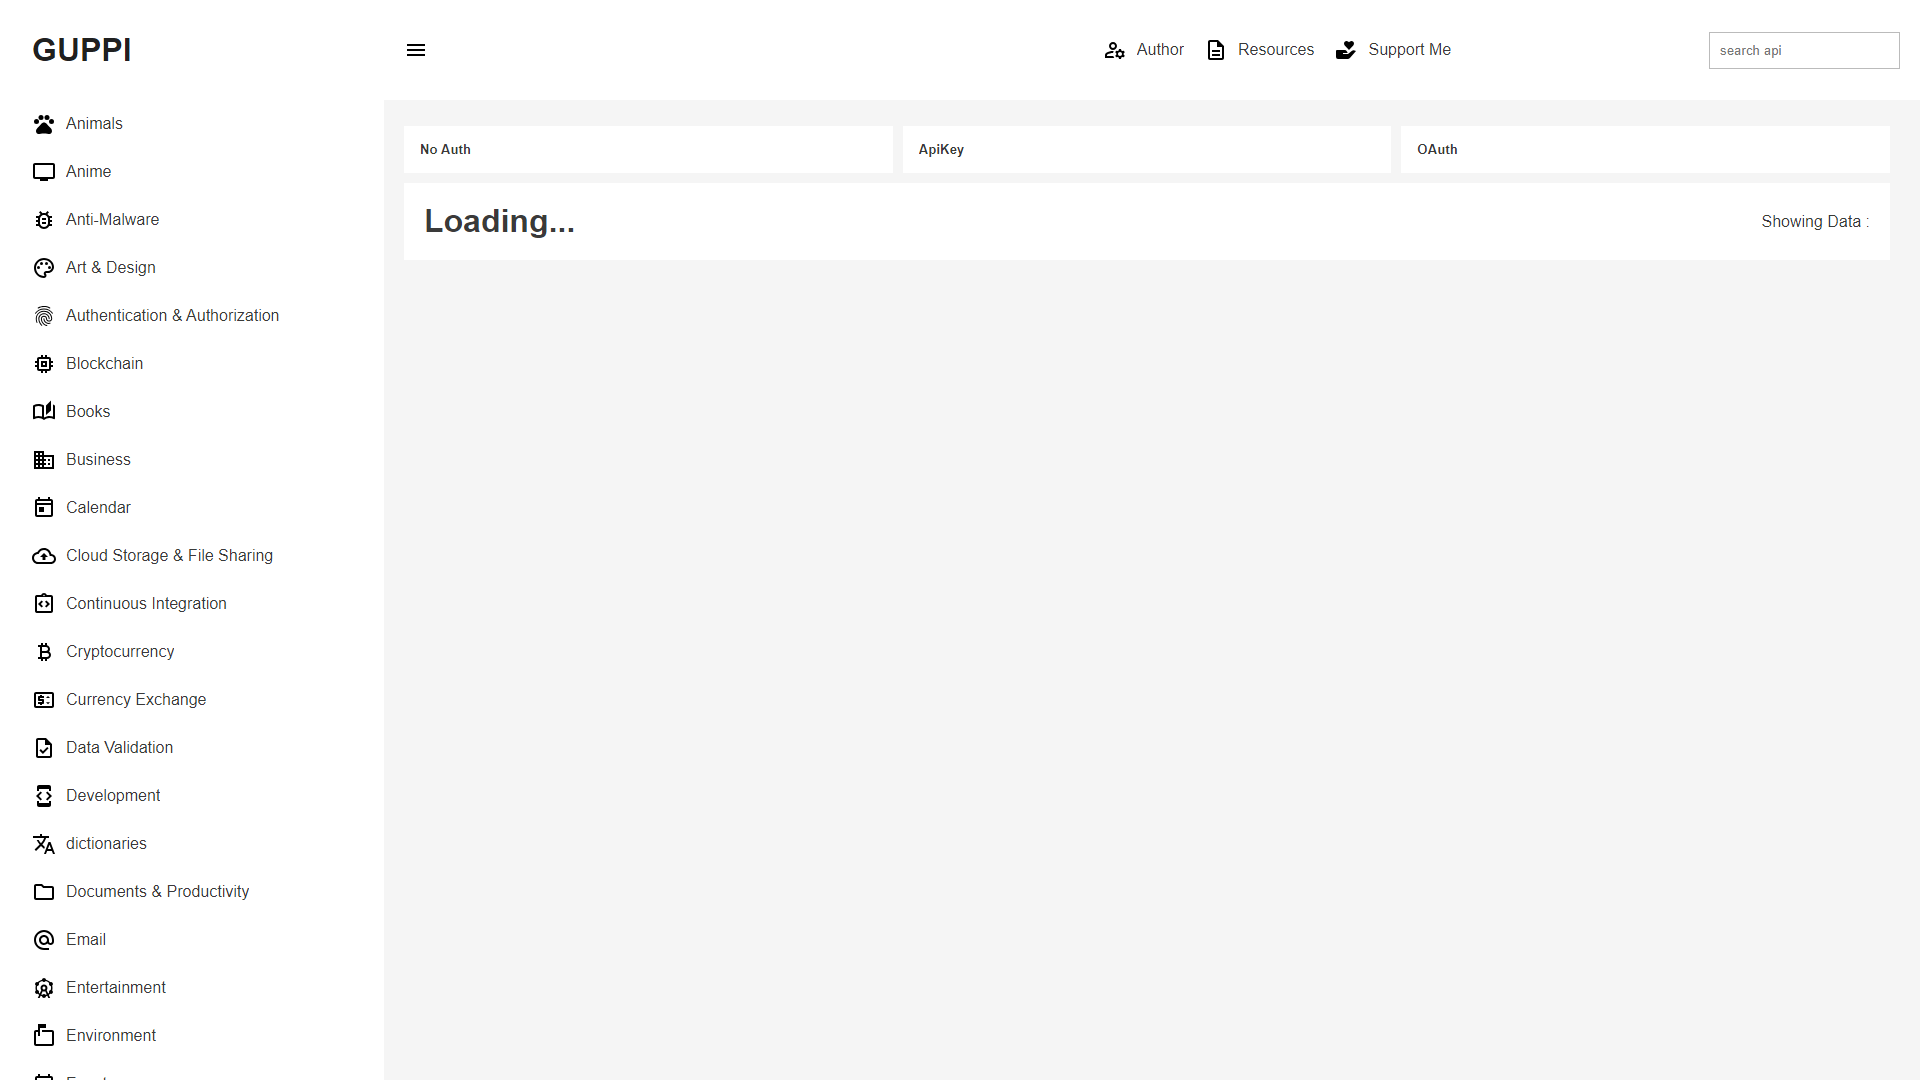 GUPPI
Author
Resources
Support Me
search api
Animals
Anime
Anti-Malware
Art & Design
Authentication & Authorization
Blockchain
Books
Business
Calendar
Cloud Storage & File Sharing
Continuous Integration
Cryptocurrency
Currency Exchange
Data Validation
Development
dictionaries
Documents & Productivity
Email
Entertainment
Environment
No Auth
ApiKey
OAuth
Loading...
Showing Data :